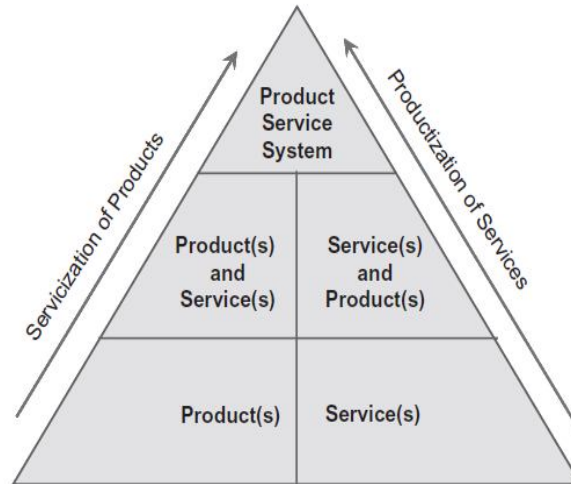 Product
Service
System
Servicization of Products
Productization of Services
Product(s)
and
Service(s)
Service(s)
and
Product(s)
Product(s)
Service(s)